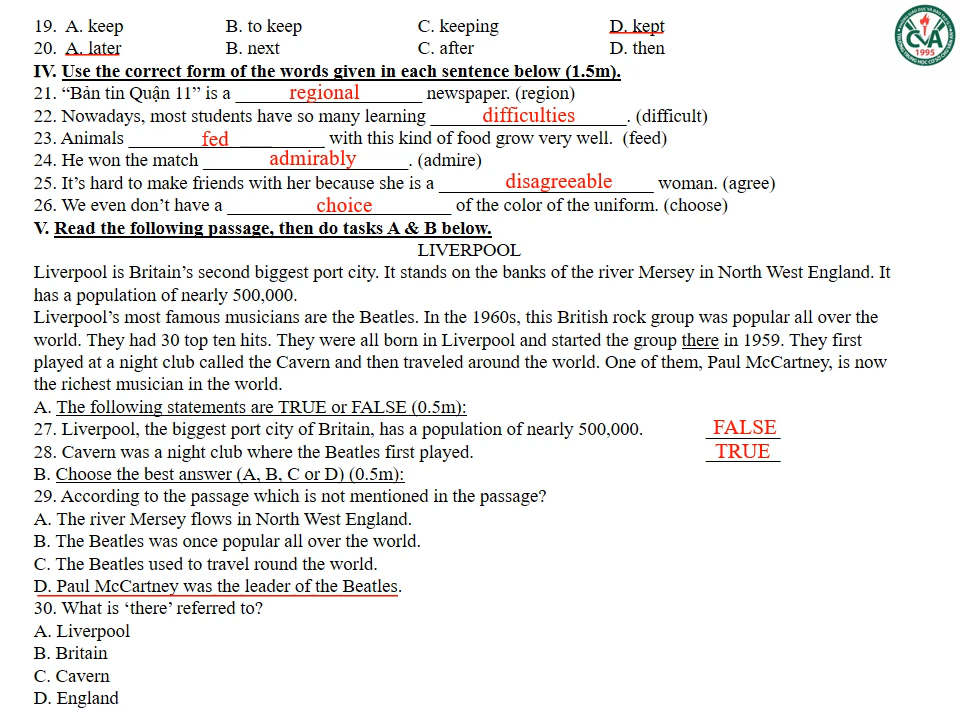 19. A. keep B. to keep C. keeping D. kept
20. A. later B. next C. after D. then
IV. Use the correct form of the words given in each sentence below (1.5m).
21. “Bản tin Quận 11” is a ____regional____ newspaper. (region)
22. Nowadays, most students have so many learning ____difficulties____. (difficult)
23. Animals ____fed____ with this kind of food grow very well. (feed)
24. He won the match ____admirably____. (admire)
25. It’s hard to make friends with her because she is a ____disagreeable____ woman. (agree)
26. We even don’t have a ____choice____ of the color of the uniform. (choose)
V. Read the following passage, then do tasks A & B below.
LIVERPOOL
Liverpool is Britain’s second biggest port city. It stands on the banks of the river Mersey in North West England. It
has a population of nearly 500,000.
Liverpool’s most famous musicians are the Beatles. In the 1960s, this British rock group was popular all over the
world. They had 30 top ten hits. They were all born in Liverpool and started the group there in 1959. They first
played at a night club called the Cavern and then traveled around the world. One of them, Paul McCartney, is now
the richest musician in the world.
A. The following statements are TRUE or FALSE (0.5m):
27. Liverpool, the biggest port city of Britain, has a population of nearly 500,000. FALSE
28. Cavern was a night club where the Beatles first played. TRUE
B. Choose the best answer (A, B, C or D) (0.5m):
29. According to the passage which is not mentioned in the passage?
A. The river Mersey flows in North West England.
B. The Beatles was once popular all over the world.
C. The Beatles used to travel round the world.
D. Paul McCartney was the leader of the Beatles.
30. What is ‘there’ referred to?
A. Liverpool
B. Britain
C. Cavern
D. England
CVA
1995